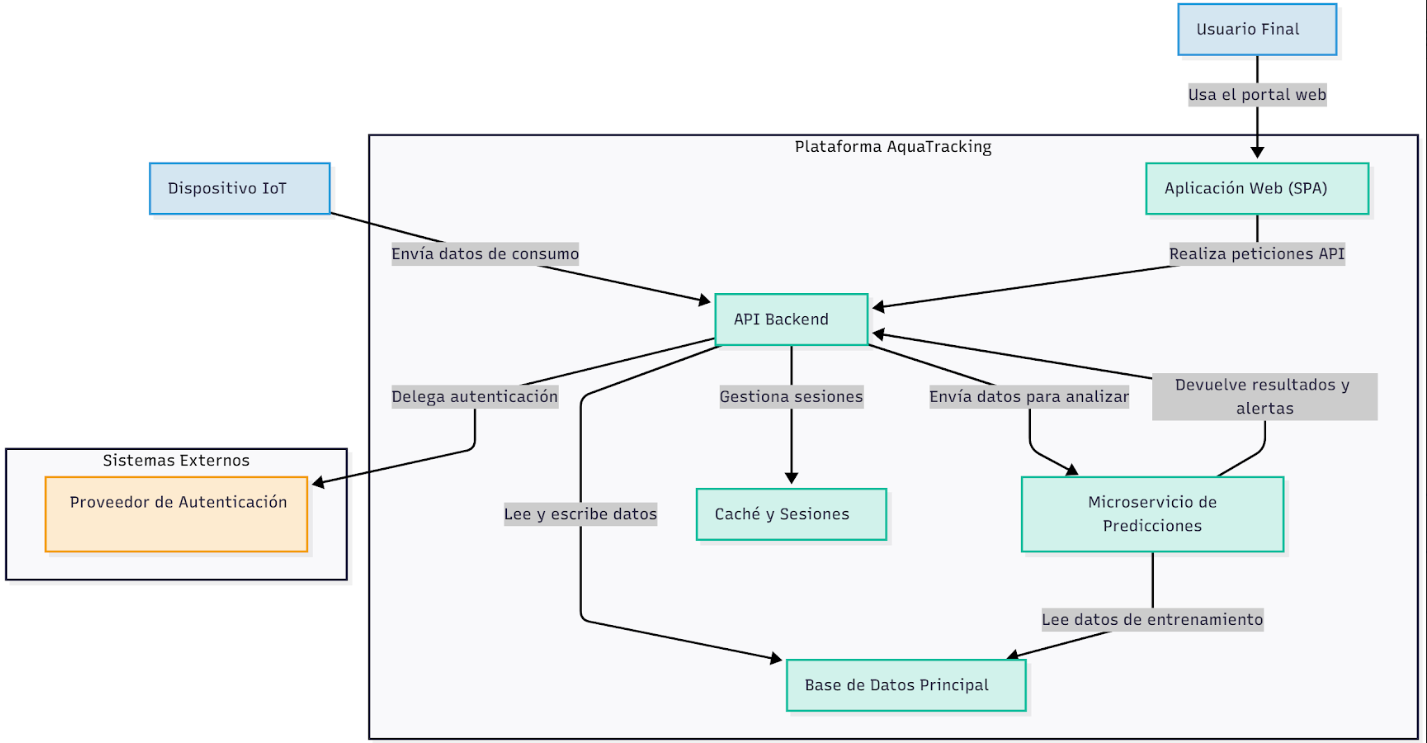 Usuario Final
Usa el portal web
Plataforma AquaTracking
Dispositivo IoT
Aplicación Web (SPA)
Envía datos de consumo
Realiza peticiones API
API Backend
Delega autenticación
Gestiona sesiones
Envía datos para analizar
Devuelve resultados y
alertas
Sistemas Externos
Proveedor de Autenticación
Lee y escribe datos
Caché y Sesiones
Microservicio de
Predicciones
Lee datos de entrenamiento
Base de Datos Principal